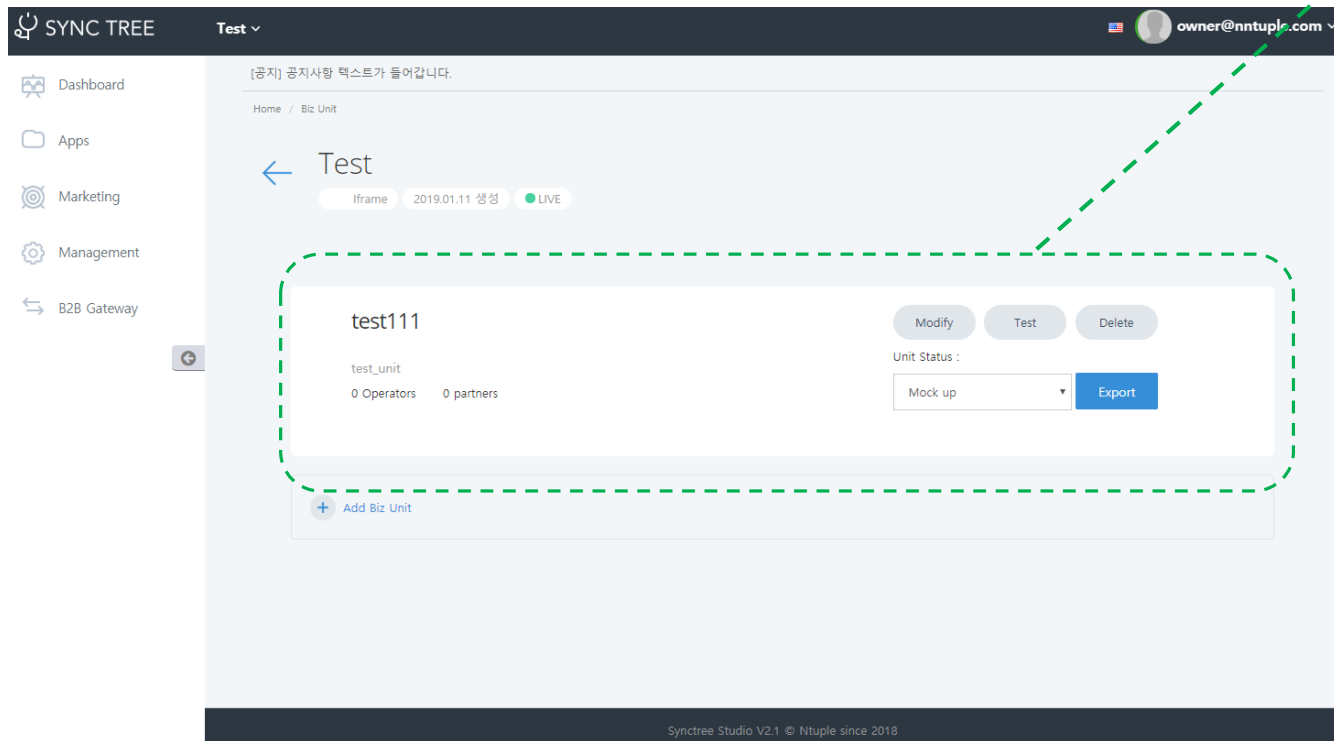 SYNC TREE
Test
owner@nntuple.com
Dashboard
Apps
Marketing
Management
B2B Gateway
[공지] 공지사항 텍스트가 들어갑니다.
Home / Biz Unit
Test
Iframe 2019.01.11 생성 LIVE
test111
Modify Test Delete
test_unit
Unit Status :
0 Operators 0 partners
Mock up Export
+ Add Biz Unit
Synctree Studio V2.1 © Ntuple since 2018